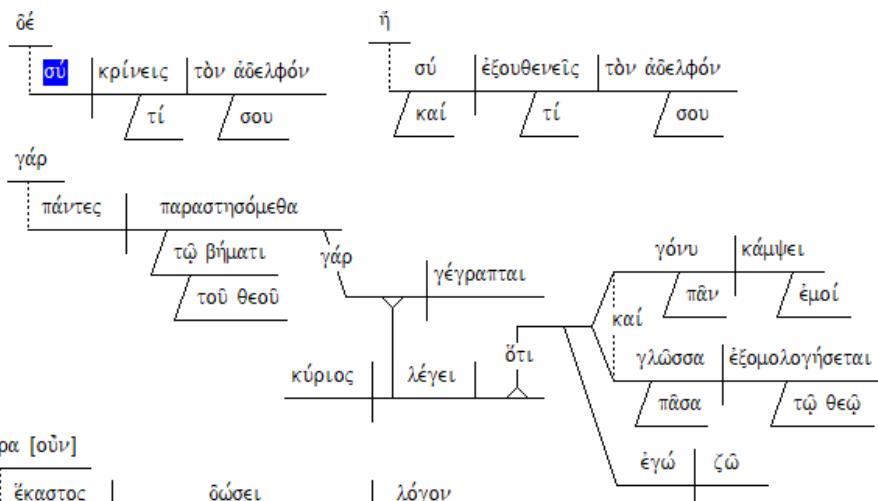 δέ ἤ
σύ κρίνεις τὸν ἀδελφόν σύ ἐξουθενεῖς τὸν ἀδελφόν
τί σου καί τί σου
γάρ
πάντες παραστησόμεθα
τῷ βήματι γάρ γέγραπται γόνυ κάμψει
τοῦ θεοῦ πᾶν ἐμοί
καί
κύριος λέγει ὅτι γλῶσσα ἐξομολογήσεται
πᾶσα τῷ θεῷ
ρα [οὖν]
ἐγώ ζῶ
ἕκαστος δώσει λόγον